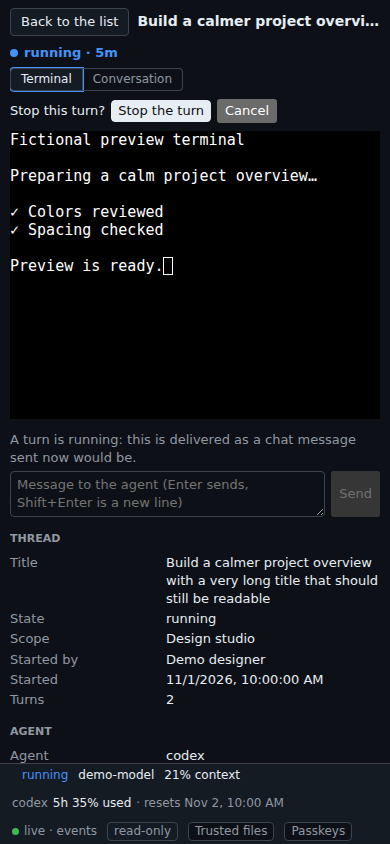 Back to the list Build a calmer project overvi…
running · 5m
Terminal Conversation
Stop this turn? Stop the turn Cancel
Fictional preview terminal
Preparing a calm project overview…
✓ Colors reviewed
✓ Spacing checked
Preview is ready.
A turn is running: this is delivered as a chat message
sent now would be.
Message to the agent (Enter sends,
Shift+Enter is a new line)
Send
THREAD
Title Build a calmer project overview
with a very long title that should
still be readable
State running
Scope Design studio
Started by Demo designer
Started 11/1/2026, 10:00:00 AM
Turns 2
AGENT
Agent codex
running demo-model 21% context
codex 5h 35% used · resets Nov 2, 10:00 AM
live · events read-only Trusted files Passkeys